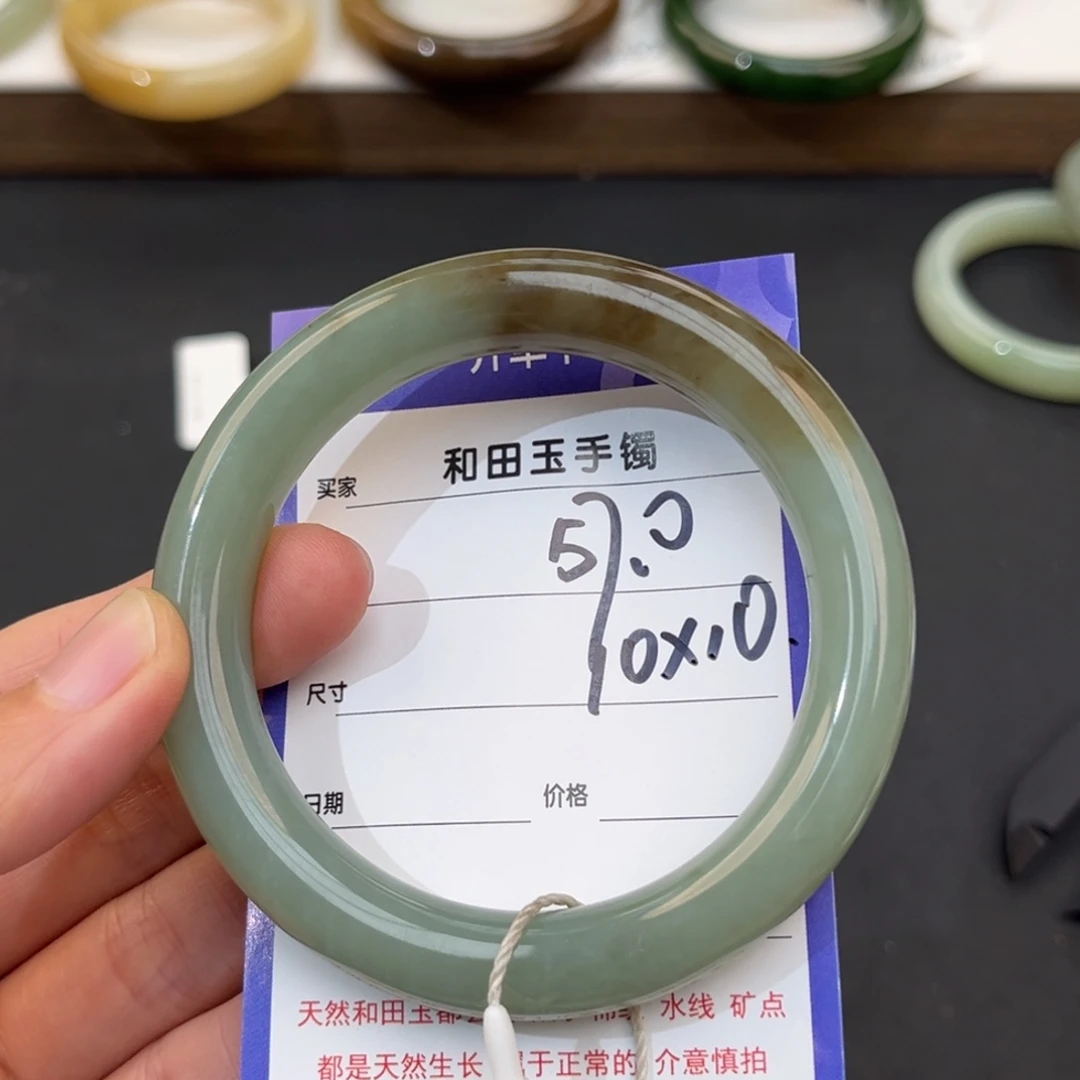 和田玉手镯
买家
57.0
10x10
尺寸
日期 价格
天然和田玉都 水线 矿点
都是天然生长 属于正常的 介意慎拍